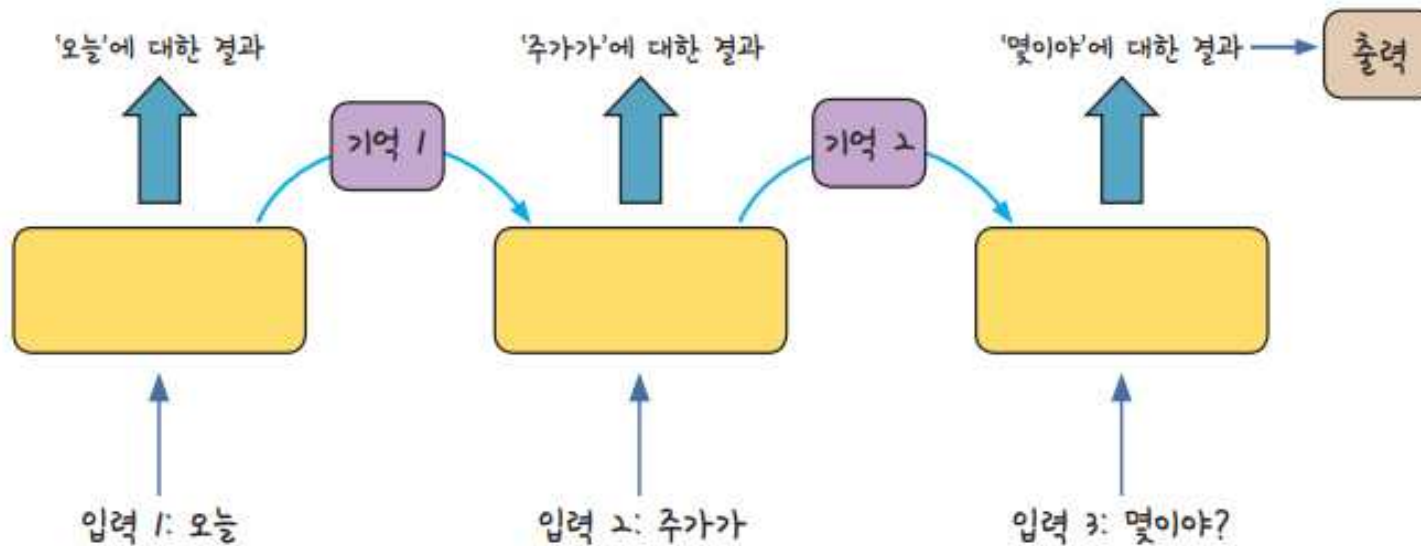 '오늘'에 대한 결과
'주가가'에 대한 결과
'몇이야'에 대한 결과
출력
기억 1
기억 2
입력 1: 오늘
입력 2: 주가가
입력 3: 몇이야?